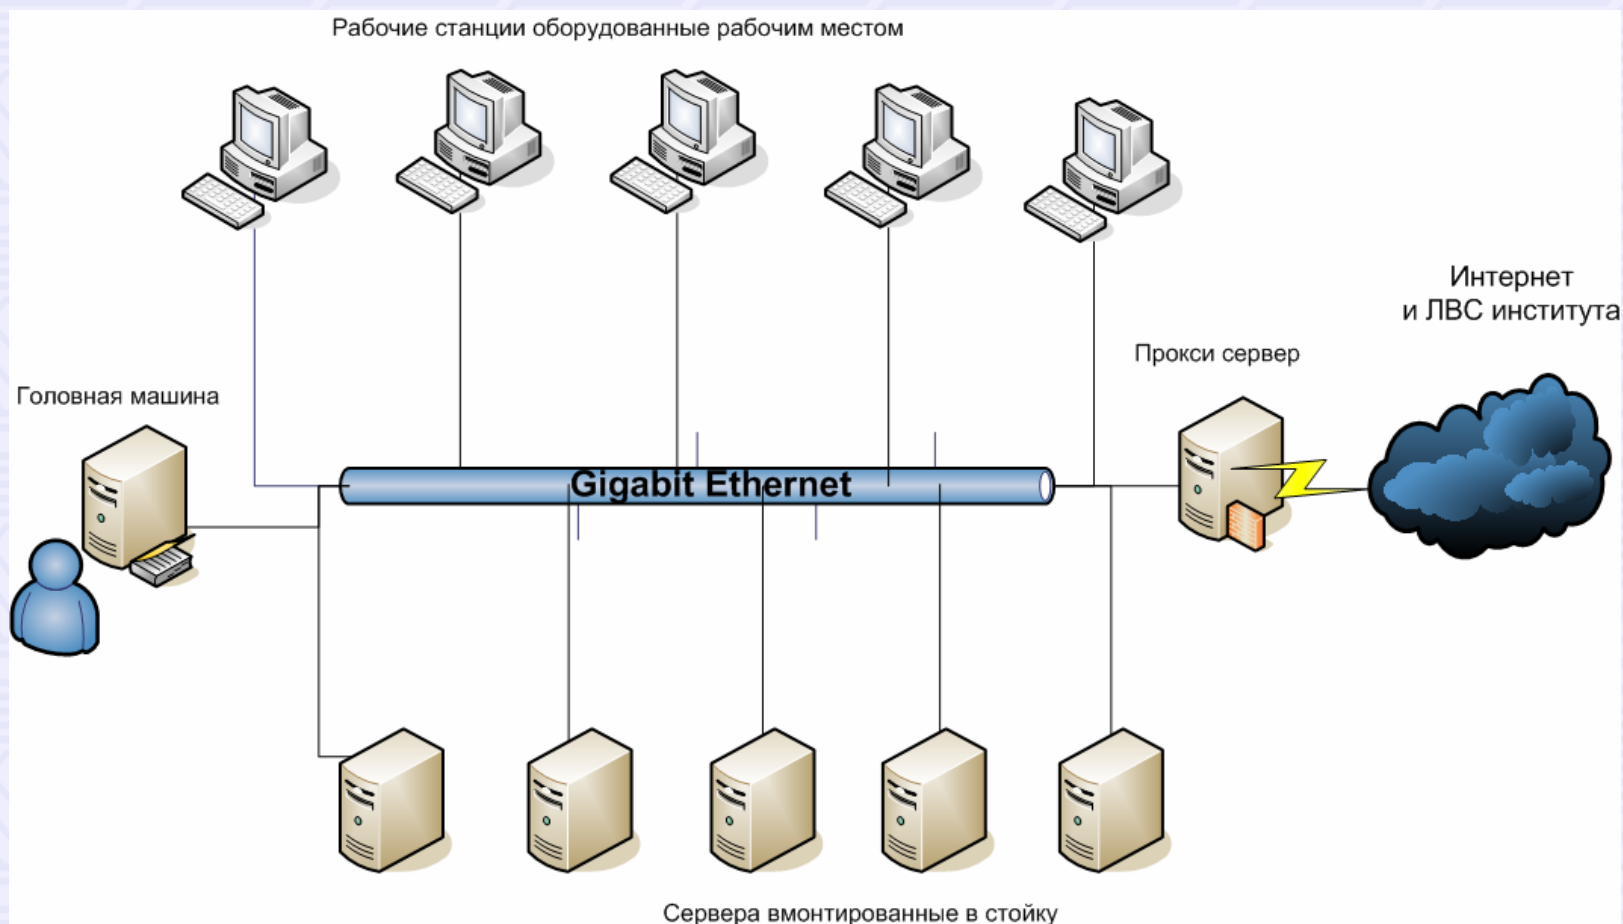 Рабочие станции оборудованные рабочим местом
Интернет
и ЛВС института
Прокси сервер
Головная машина
Gigabit Ethernet
Сервера вмонтированные в стойку